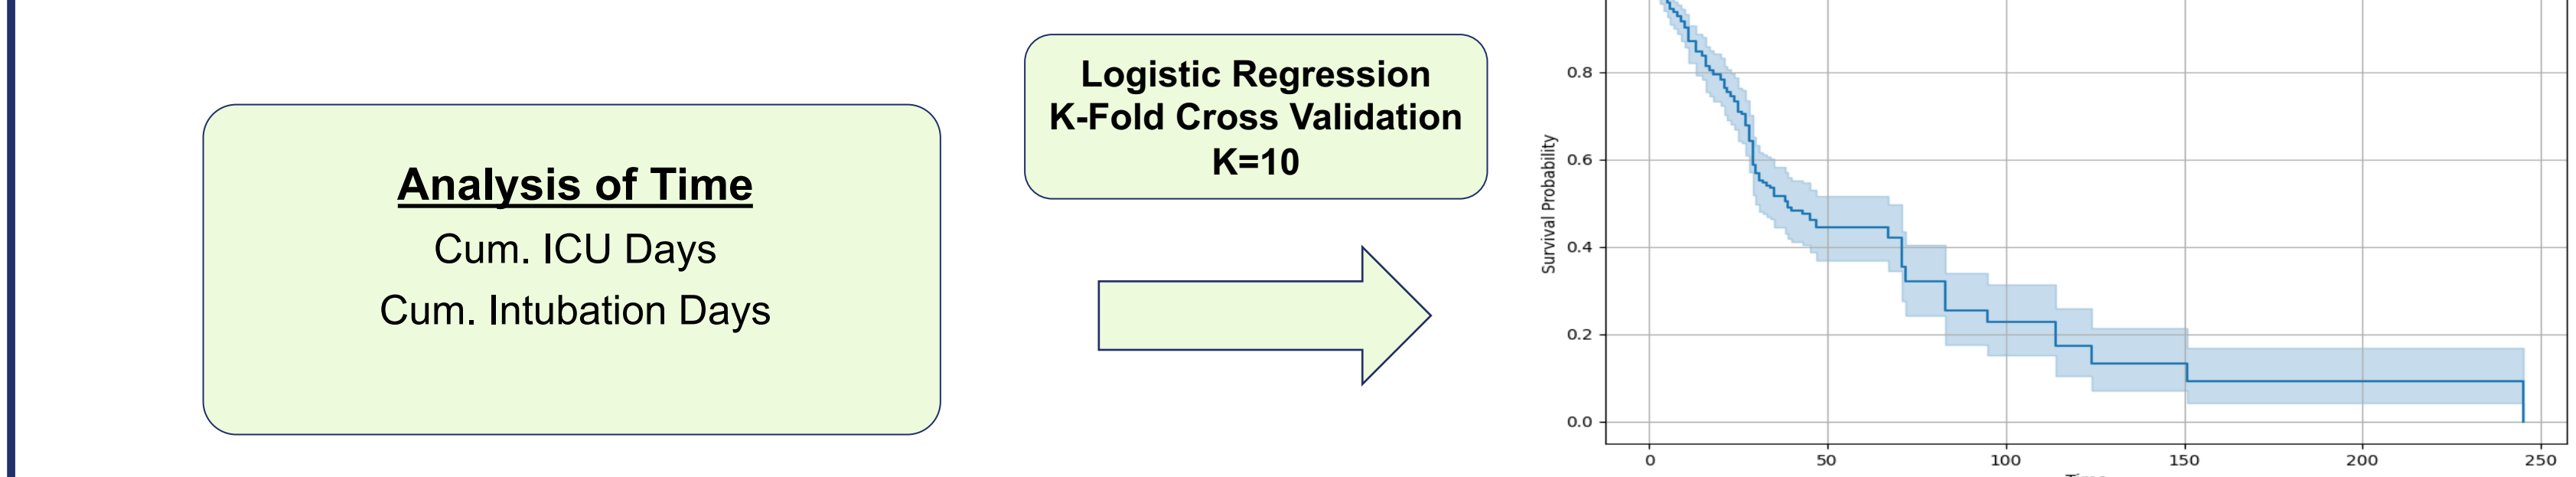 Analysis of Time
Cum. ICU Days
Cum. Intubation Days
Logistic Regression
K-Fold Cross Validation
K=10
Survival Probability
0.8
0.6
0.4
0.2
0.0
0 50 100 150 200 250